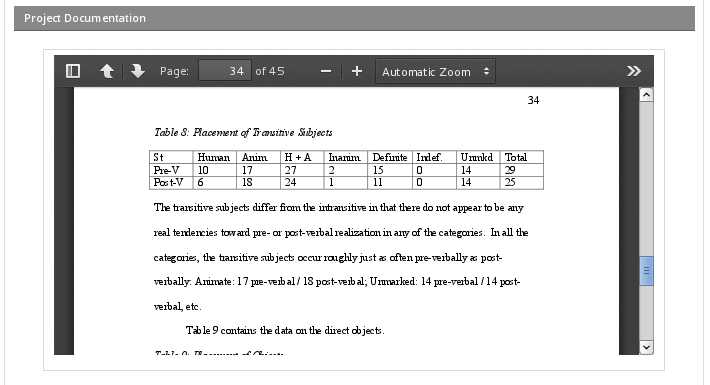 Project Documentation
Page: 34 of 45 Automatic Zoom
34
Table 8: Placement of Transitive Subjects
St Human Anim. H + A Inanim. Definite Indef. Unmkd Total
Pre-V 10 17 27 2 15 0 14 29
Post-V 6 18 24 1 11 0 14 25
The transitive subjects differ from the intransitive in that there do not appear to be any
real tendencies toward pre- or post-verbal realization in any of the categories. In all the
categories, the transitive subjects occur roughly just as often pre-verbally as post-
verbally: Animate: 17 pre-verbal / 18 post-verbal; Unmarked: 14 pre-verbal / 14 post-
verbal, etc.
Table 9 contains the data on the direct objects.
Table 9: Placement of Objects